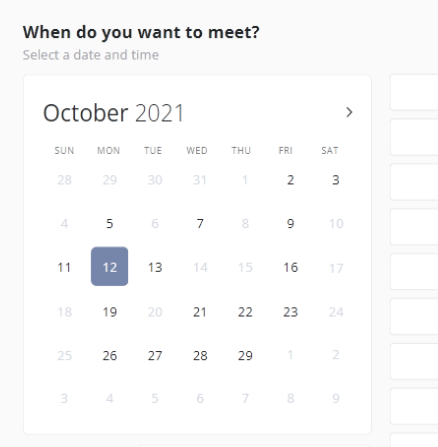 When do you want to meet?
Select a date and time
October 2021 >
SUN MON TUE WED THU FRI SAT
28 29 30 31 1 2 3
4 5 6 7 8 9 10
11 12 13 14 15 16 17
18 19 20 21 22 23 24
25 26 27 28 29 1 2
3 4 5 6 7 8 9